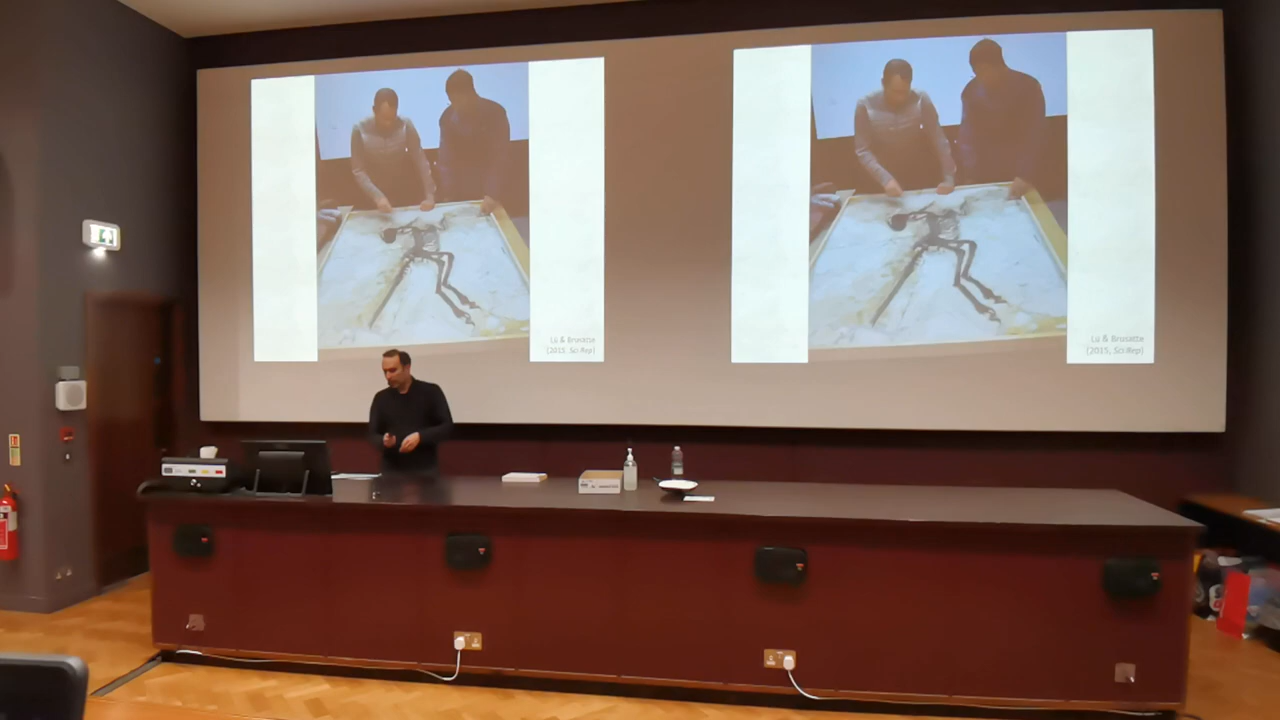 Lü & Brusatte
(2015, Sci Rep)
Lü & Brusatte
(2015, Sci Rep)